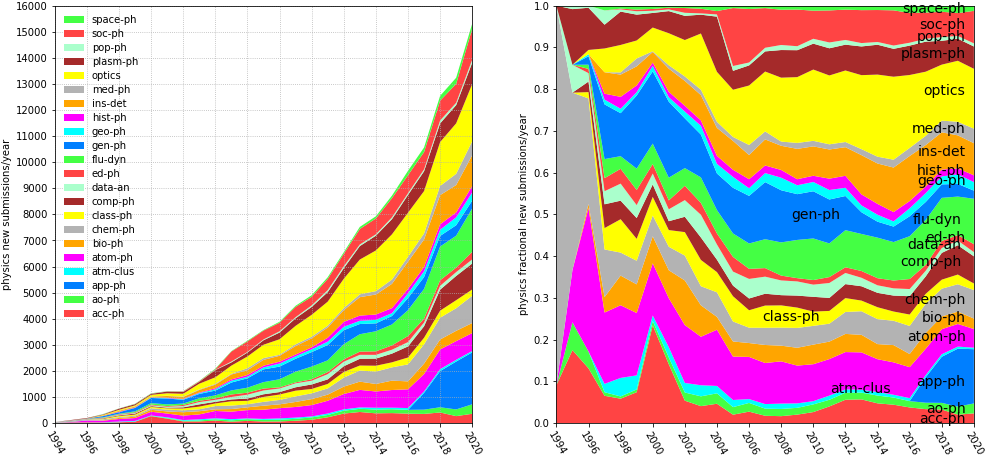 physics new submissions/year
16000
15000
14000
13000
12000
11000
10000
9000
8000
7000
6000
5000
4000
3000
2000
1000
0
space-ph
soc-ph
pop-ph
plasm-ph
optics
med-ph
ins-det
hist-ph
geo-ph
gen-ph
flu-dyn
ed-ph
data-an
comp-ph
class-ph
chem-ph
bio-ph
atom-ph
atm-clus
app-ph
ao-ph
acc-ph
1994 1996 1998 2000 2002 2004 2006 2008 2010 2012 2014 2016 2018 2020
physics fractional new submissions/year
1.0
0.9
0.8
0.7
0.6
0.5
0.4
0.3
0.2
0.1
0.0
space-ph
soc-ph
pop-ph
plasm-ph
optics
med-ph
ins-det
hist-ph
geo-ph
gen-ph
flu-dyn
ed-ph
data-an
comp-ph
chem-ph
class-ph
bio-ph
atom-ph
app-ph
atm-clus
ao-ph
acc-ph
1994 1996 1998 2000 2002 2004 2006 2008 2010 2012 2014 2016 2018 2020